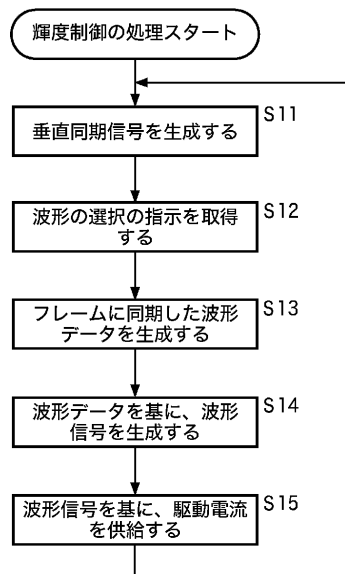 輝度制御の処理スタート
垂直同期信号を生成する
S11
波形の選択の指示を取得
する
S12
フレームに同期した波形
データを生成する
S13
波形データを基に、波形
信号を生成する
S14
波形信号を基に、駆動電流
を供給する
S15